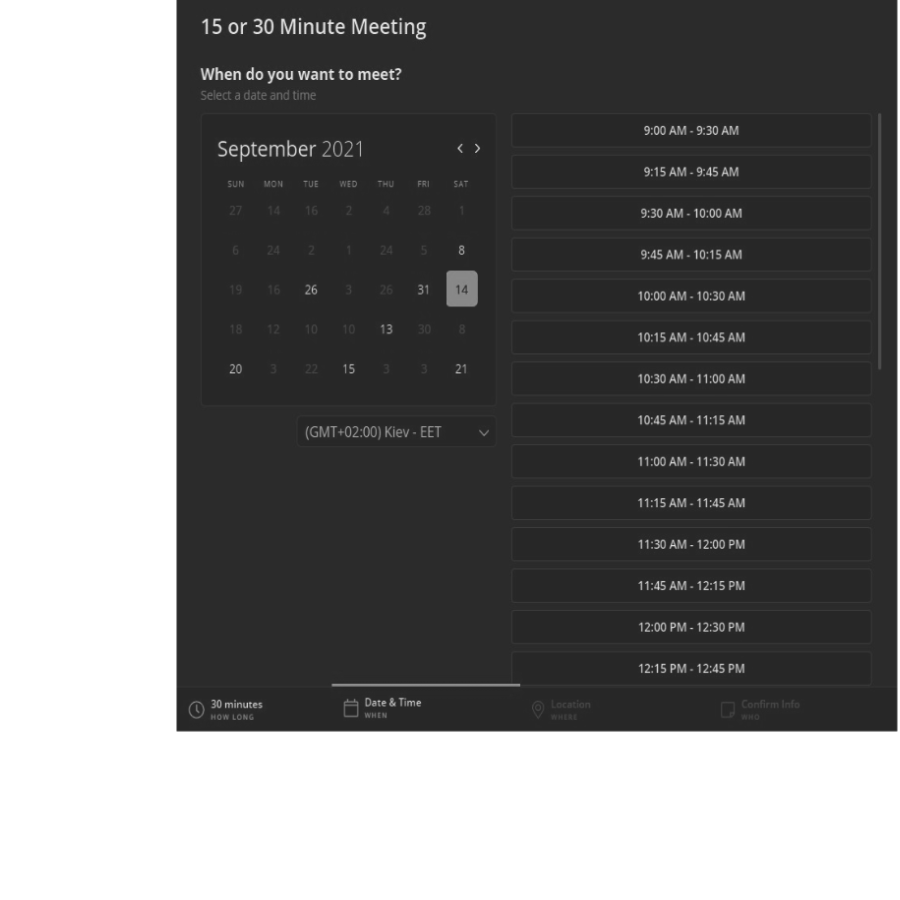 15 or 30 Minute Meeting
When do you want to meet?
Select a date and time
September 2021
SUN MON TUE WED THU FRI SAT
27 14 16 2 4 28 1
6 24 2 1 24 5 8
19 16 26 3 26 31 14
18 12 10 10 13 30 8
20 3 22 15 3 3 21
(GMT+02:00) Kiev - EET
9:00 AM - 9:30 AM
9:15 AM - 9:45 AM
9:30 AM - 10:00 AM
9:45 AM - 10:15 AM
10:00 AM - 10:30 AM
10:15 AM - 10:45 AM
10:30 AM - 11:00 AM
10:45 AM - 11:15 AM
11:00 AM - 11:30 AM
11:15 AM - 11:45 AM
11:30 AM - 12:00 PM
11:45 AM - 12:15 PM
12:00 PM - 12:30 PM
12:15 PM - 12:45 PM
30 minutes
HOW LONG
Date & Time
WHEN
Location
WHERE
Confirm Info
WHO